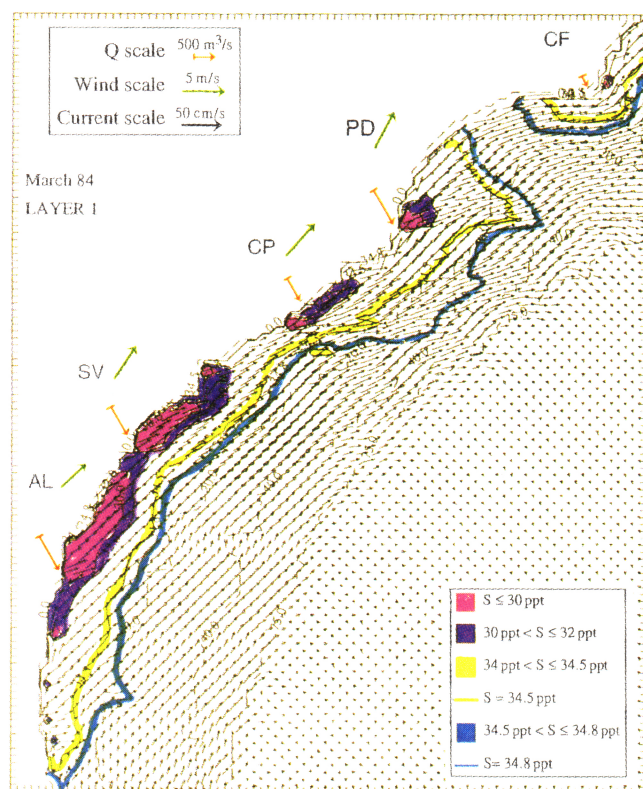 Q scale 500 m³/s
Wind scale 5 m/s
Current scale 50 cm/s
CF
PD
March 84
LAYER 1
CP
SV
AL
S ≤ 30 ppt
30 ppt < S ≤ 32 ppt
34 ppt < S ≤ 34.5 ppt
S = 34.5 ppt
34.5 ppt < S ≤ 34.8 ppt
S= 34.8 ppt